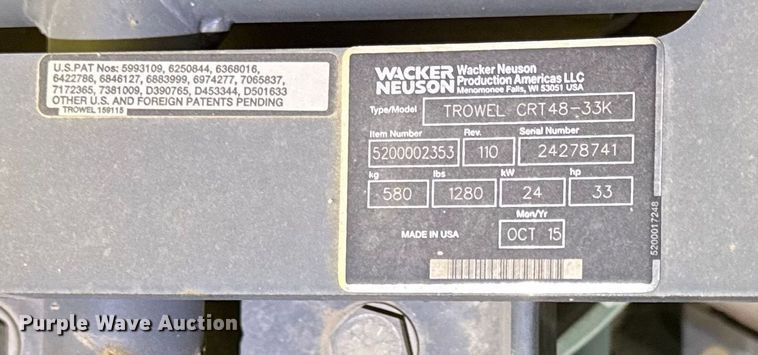 U.S.PAT Nos: 5993109, 6250844, 6368016,
6422786, 6846127, 6883999, 6974277, 7065837,
7172365, 7381009, D390765, D453344, D501633
OTHER U.S. AND FOREIGN PATENTS PENDING
TROWEL 159115
WACKER NEUSON
Wacker Neuson
Production Americas LLC
Menomonee Falls, WI 53051 USA
Type/Model TROWEL CRT48-33K
Item Number Rev. Serial Number
5200002353 110 24278741
kg lbs kW hp
580 1280 24 33
Mon/Yr
MADE IN USA OCT 15
5200017248
Purple Wave Auction